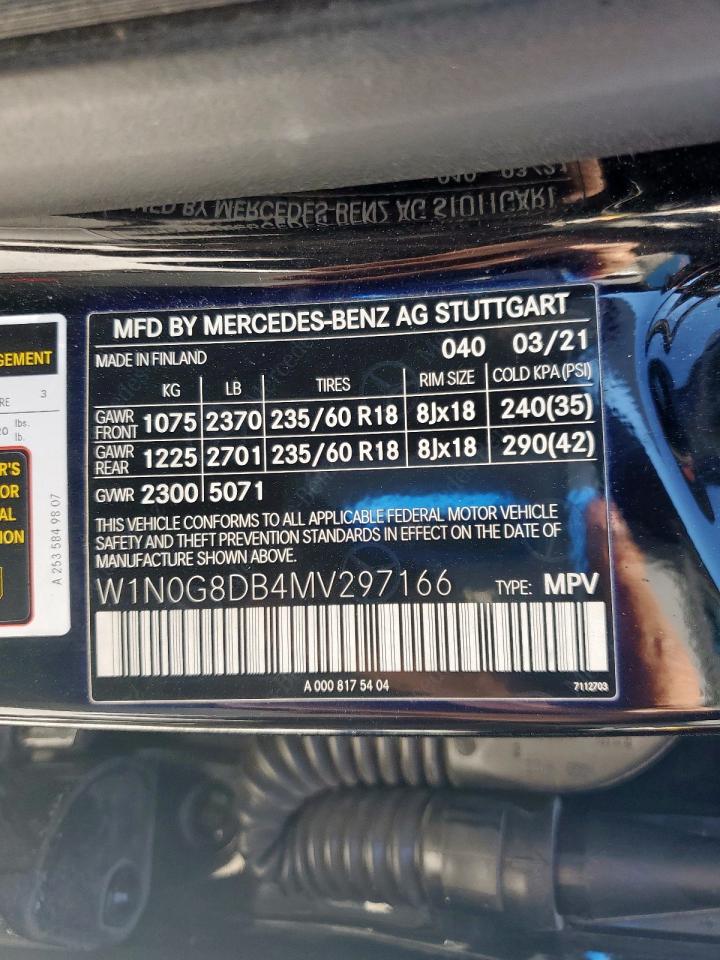 MFD BY MERCEDES-BENZ AG STUTTGART
MADE IN FINLAND 040 03/21
KG LB TIRES RIM SIZE COLD KPA (PSI)
GAWR FRONT 1075 2370 235/60 R18 8Jx18 240(35)
GAWR REAR 1225 2701 235/60 R18 8Jx18 290(42)
GVWR 2300 5071
THIS VEHICLE CONFORMS TO ALL APPLICABLE FEDERAL MOTOR VEHICLE
SAFETY AND THEFT PREVENTION STANDARDS IN EFFECT ON THE DATE OF
MANUFACTURE SHOWN ABOVE.
W1N0G8DB4MV297166 TYPE: MPV
A 000 817 54 04 7112703
3
lbs.
lb.
A 253 584 98 07